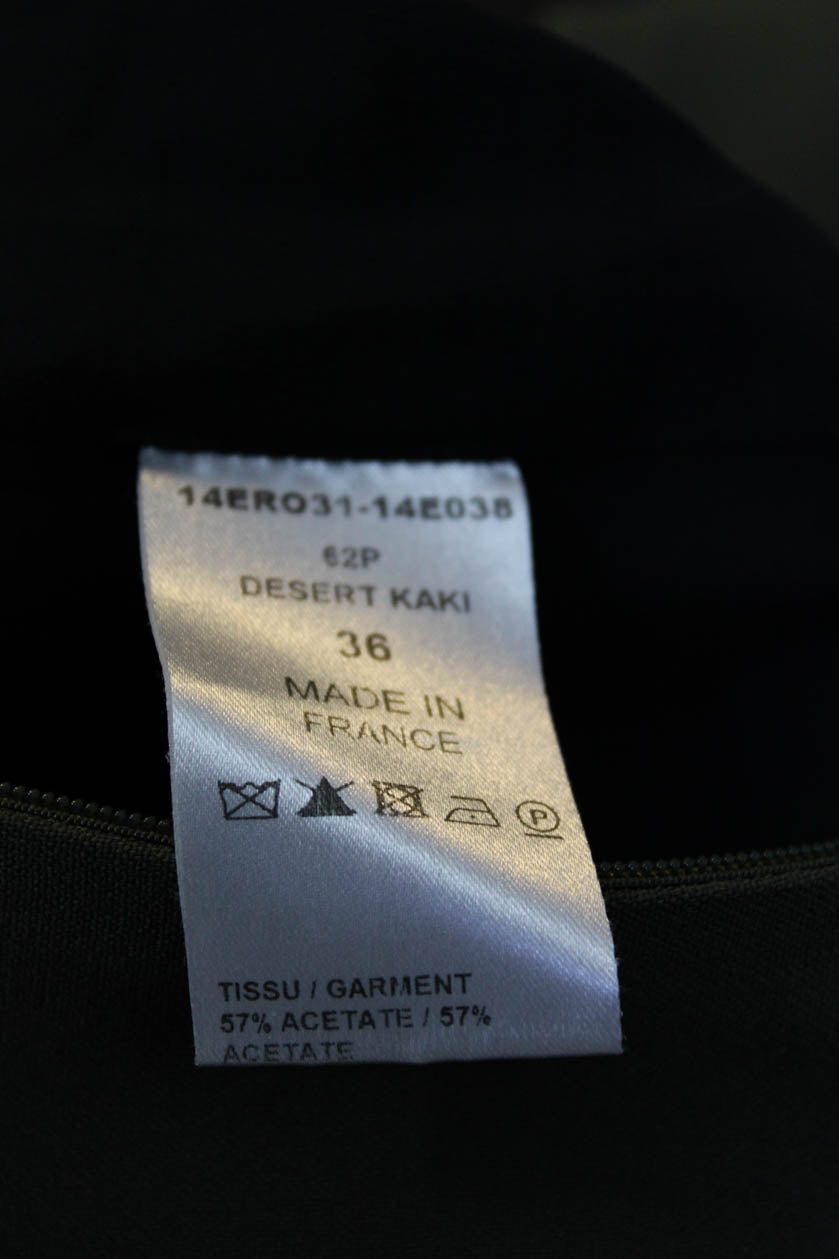 14ERO31-14E038
62P
DESERT KAKI
36
MADE IN
FRANCE
P
TISSU / GARMENT
57% ACETATE / 57%
ACETATE